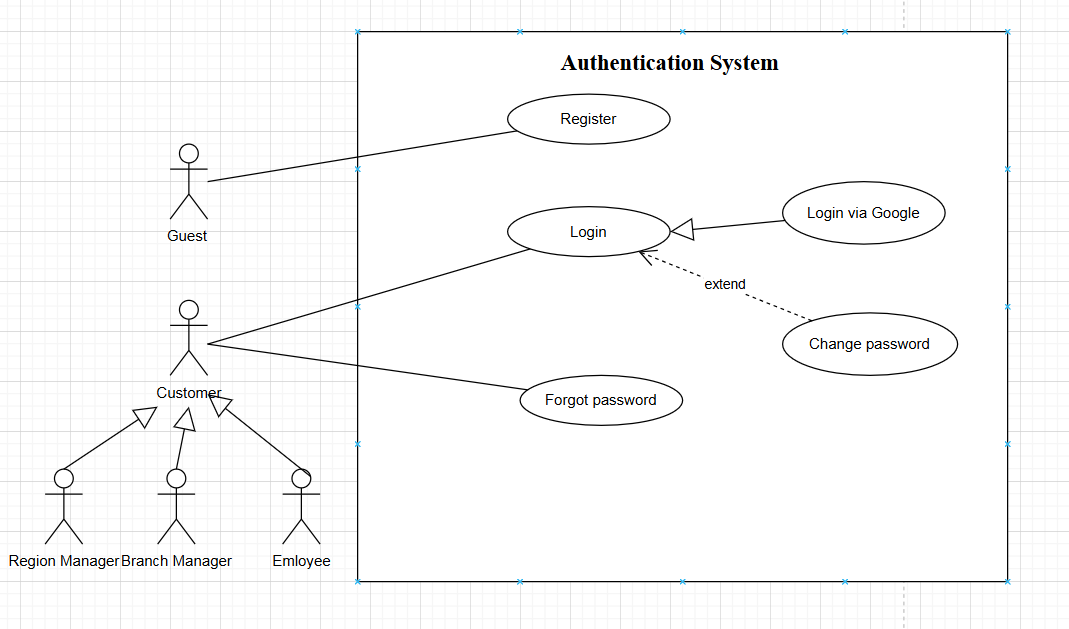 Authentication System
Register
Guest
Login
Login via Google
extend
Customer
Change password
Forgot password
Region Manager
Branch Manager
Emloyee